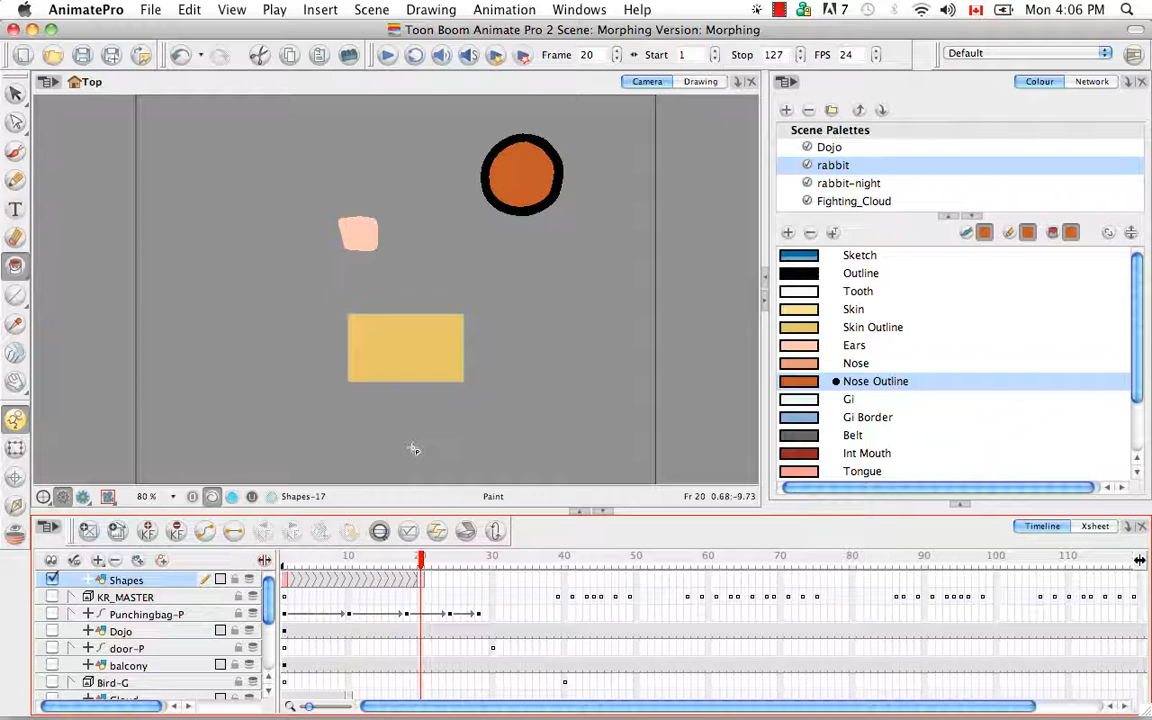 AnimatePro File Edit View Play Insert Scene Drawing Animation Windows Help 7 Mon 4:06 PM
Toon Boom Animate Pro 2 Scene: Morphing Version: Morphing
Frame 20 Start 1 Stop 127 FPS 24 Default
Top Camera Drawing Colour Network
Scene Palettes
Dojo
rabbit
rabbit-night
Fighting_Cloud
Sketch
Outline
Tooth
Skin
Skin Outline
Ears
Nose
Nose Outline
Gi
Gi Border
Belt
Int Mouth
Tongue
80 % Shapes-17 Paint Fr 20 0.68:-9.73
Timeline Xsheet
10 30 40 50 60 70 80 90 100 110
Shapes
KR_MASTER
Punchingbag-P
Dojo
door-P
balcony
Bird-G